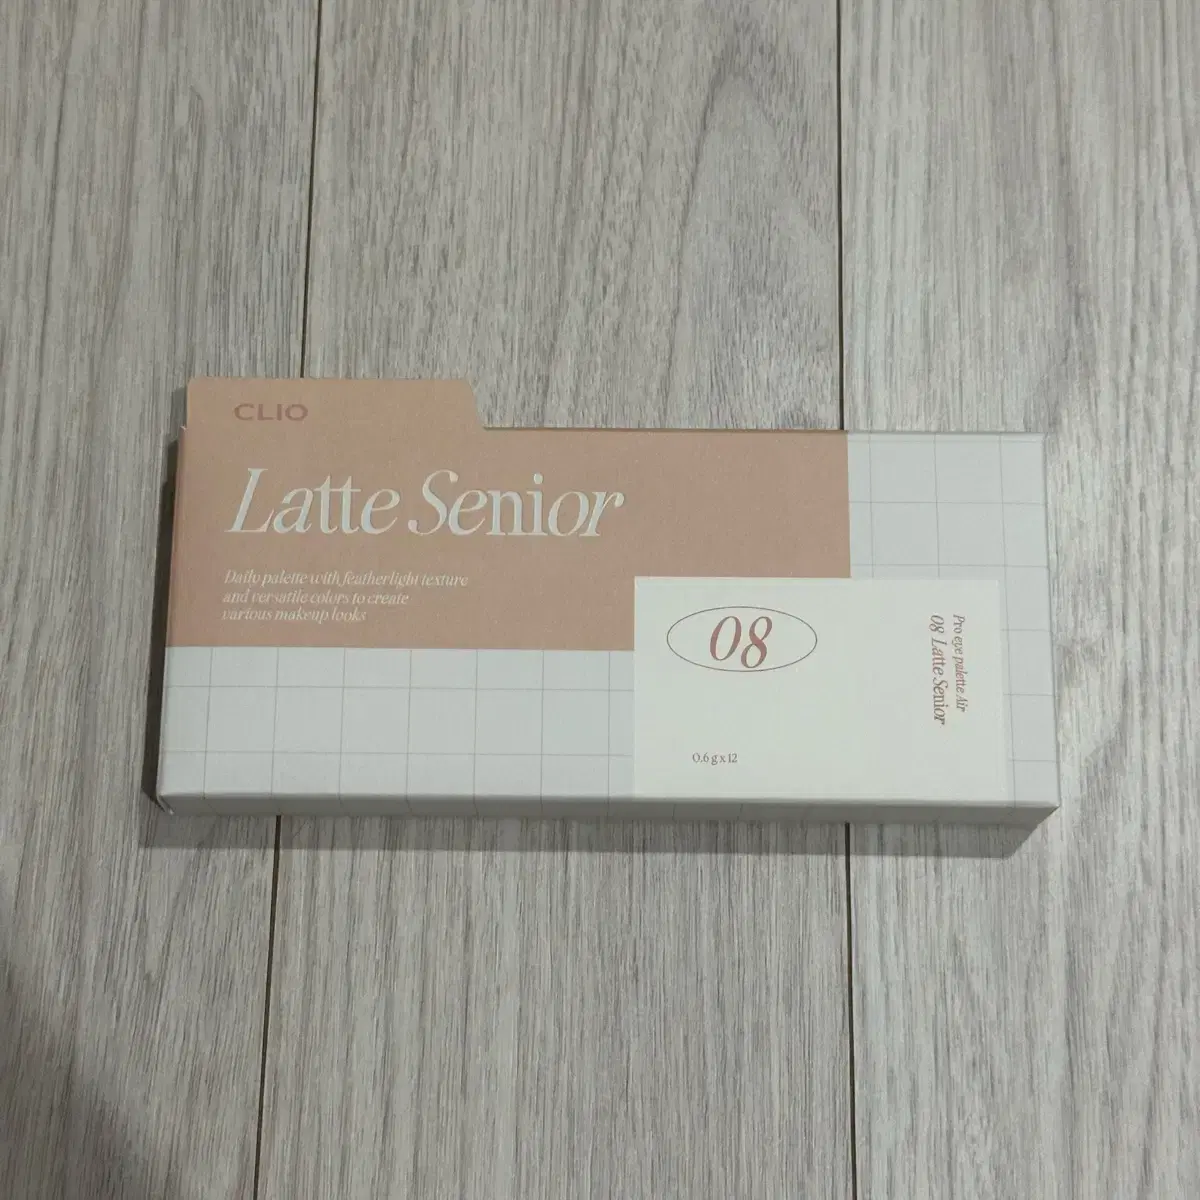 CLIO
Latte Senior
Daily palette with featherlight texture
and versatile colors to create
various makeup looks
08
0.6 g x 12
Pro eye palette Air
08 Latte Senior